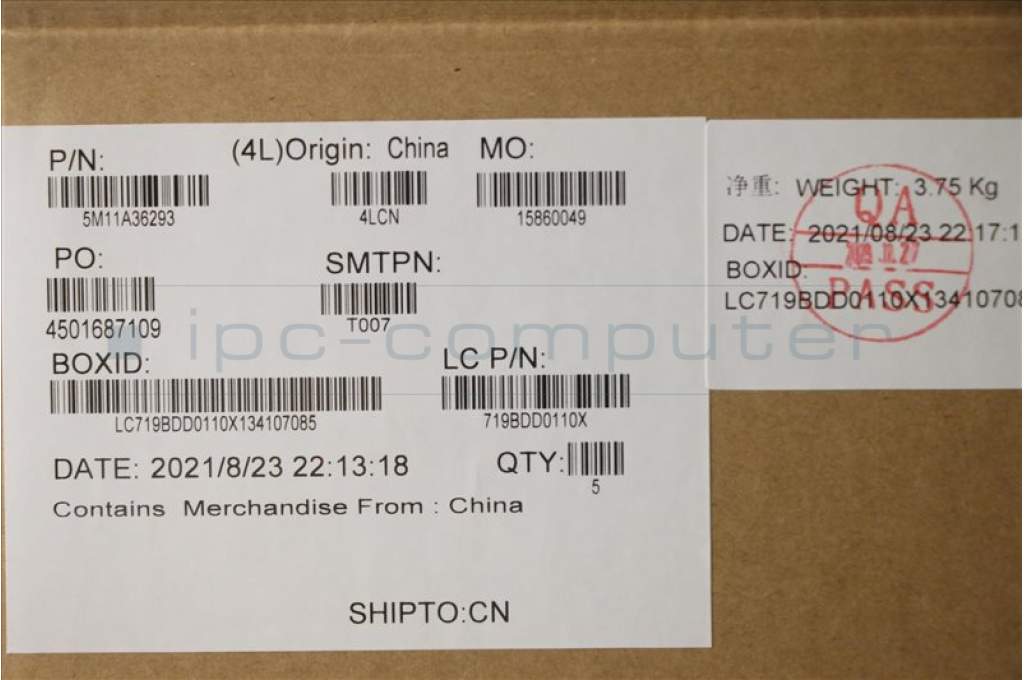 P/N:
5M11A36293
(4L)Origin: China
4LCN
MO:
15860049
PO:
4501687109
SMTPN:
T007
BOXID:
LC719BDD0110X134107085
LC P/N:
719BDD0110X
DATE: 2021/8/23 22:13:18
QTY:
5
Contains Merchandise From : China
SHIPTO:CN
净重: WEIGHT: 3.75 Kg
DATE: 2021/08/23 22:17:1
BOXID:
LC719BDD0110X13410708
QA
PASS
ipc-computer